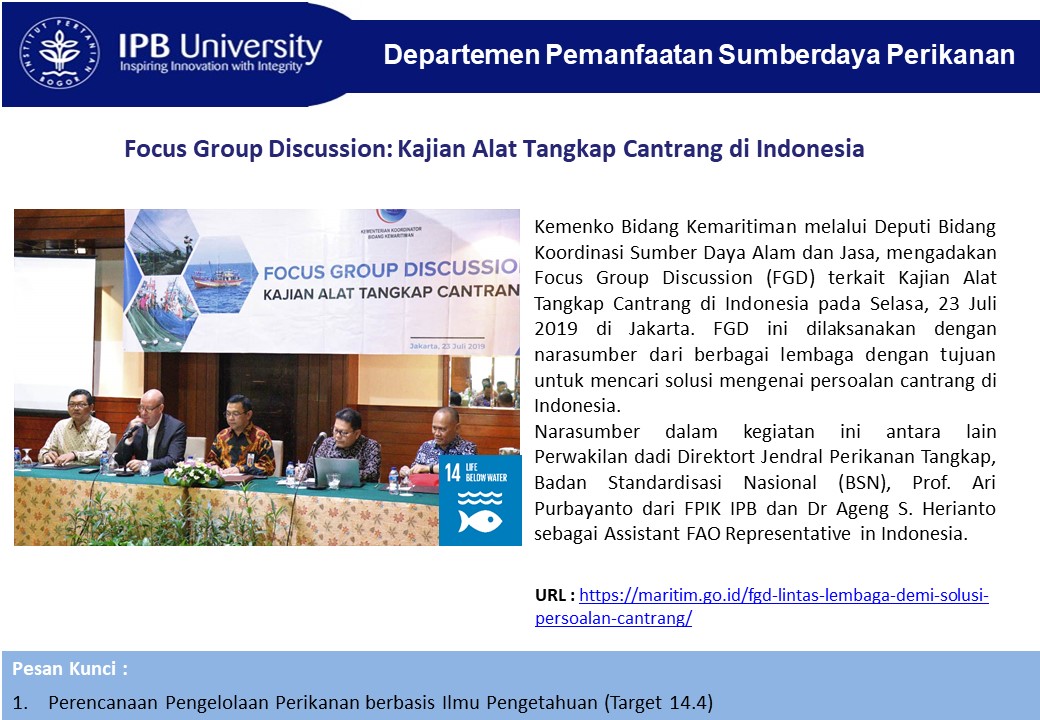 INSTITUT PERTANIAN BOGOR
IPB University
Inspiring Innovation with Integrity
Departemen Pemanfaatan Sumberdaya Perikanan
Focus Group Discussion: Kajian Alat Tangkap Cantrang di Indonesia
KEMENTERIAN KOORDINATOR
BIDANG KEMARITIMAN
FOCUS GROUP DISCUSSIO
KAJIAN ALAT TANGKAP CANTRAN
Jakarta, 23 Juli 2019
14 LIFE
BELOW WATER
Kemenko Bidang Kemaritiman melalui Deputi Bidang
Koordinasi Sumber Daya Alam dan Jasa, mengadakan
Focus Group Discussion (FGD) terkait Kajian Alat
Tangkap Cantrang di Indonesia pada Selasa, 23 Juli
2019 di Jakarta. FGD ini dilaksanakan dengan
narasumber dari berbagai lembaga dengan tujuan
untuk mencari solusi mengenai persoalan cantrang di
Indonesia.
Narasumber dalam kegiatan ini antara lain
Perwakilan dadi Direktort Jendral Perikanan Tangkap,
Badan Standardisasi Nasional (BSN), Prof. Ari
Purbayanto dari FPIK IPB dan Dr Ageng S. Herianto
sebagai Assistant FAO Representative in Indonesia.
URL : https://maritim.go.id/fgd-lintas-lembaga-demi-solusi-
persoalan-cantrang/
Pesan Kunci :
1. Perencanaan Pengelolaan Perikanan berbasis Ilmu Pengetahuan (Target 14.4)